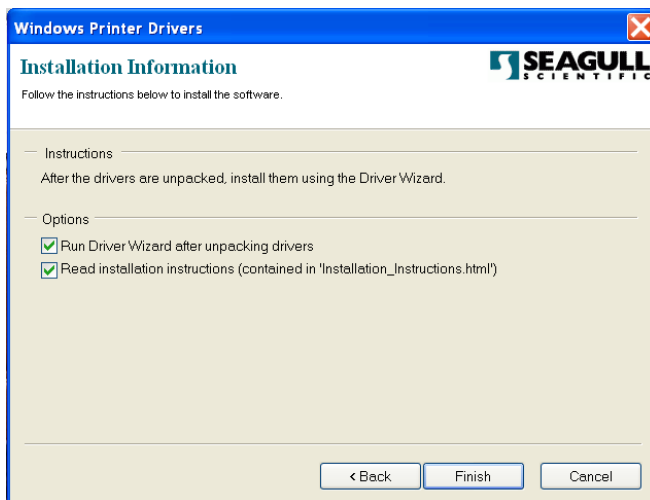 Windows Printer Drivers
Installation Information
Follow the instructions below to install the software.
SEAGULL
SCIENTIFIC
Instructions
After the drivers are unpacked, install them using the Driver Wizard.
Options
Run Driver Wizard after unpacking drivers
Read installation instructions (contained in 'Installation_Instructions.html')
< Back
Finish
Cancel